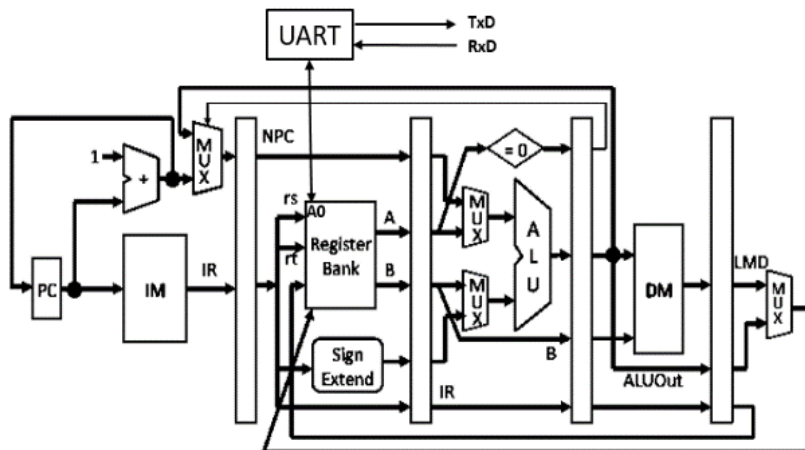 TxD
UART
RxD
NPC
MUX
1
+
= 0
rs
A0
A
MUX
ALU
Register
Bank
rt
B
MUX
PC
IM
IR
DM
LMD
MUX
Sign
Extend
B
ALUOut
IR